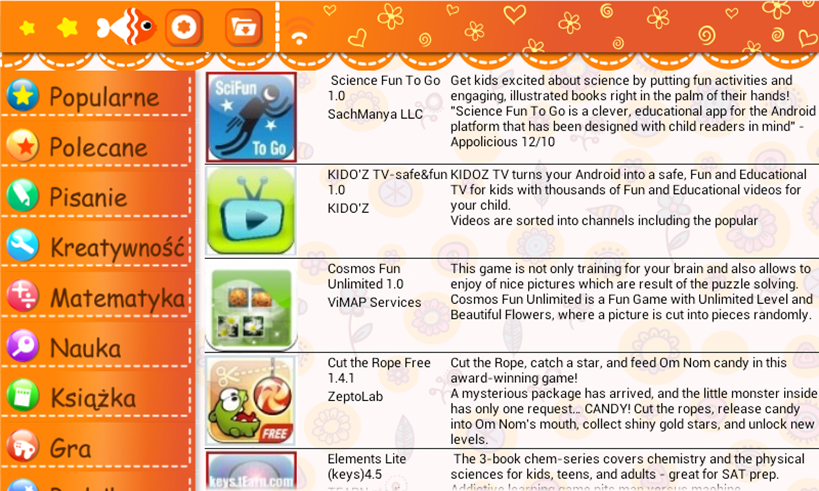 Popularne
Polecane
Pisanie
Kreatywność
Matematyka
Nauka
Książka
Gra
SciFun
To Go
Science Fun To Go
1.0
SachManya LLC
Get kids excited about science by putting fun activities and
engaging, illustrated books right in the palm of their hands!
"Science Fun To Go is a clever, educational app for the Android
platform that has been designed with child readers in mind" -
Appolicious 12/10
KIDO'Z TV-safe&fun
1.0
KIDO'Z
KIDOZ TV turns your Android into a safe, Fun and Educational
TV for kids with thousands of Fun and Educational videos for
your child.
Videos are sorted into channels including the popular
Cosmos Fun
Unlimited 1.0
ViMAP Services
This game is not only training for your brain and also allows to
enjoy of nice pictures which are result of the puzzle solving.
Cosmos Fun Unlimited is a Fun Game with Unlimited Level and
Beautiful Flowers, where a picture is cut into pieces randomly.
FREE
Cut the Rope Free
1.4.1
ZeptoLab
Cut the Rope, catch a star, and feed Om Nom candy in this
award-winning game!
A mysterious package has arrived, and the little monster inside
has only one request… CANDY! Cut the ropes, release candy
into Om Nom's mouth, collect shiny gold stars, and unlock new
levels.
keys.1Earn.com
Elements Lite
(keys)4.5
The 3-book chem-series covers chemistry and the physical
sciences for kids, teens, and adults - great for SAT prep.